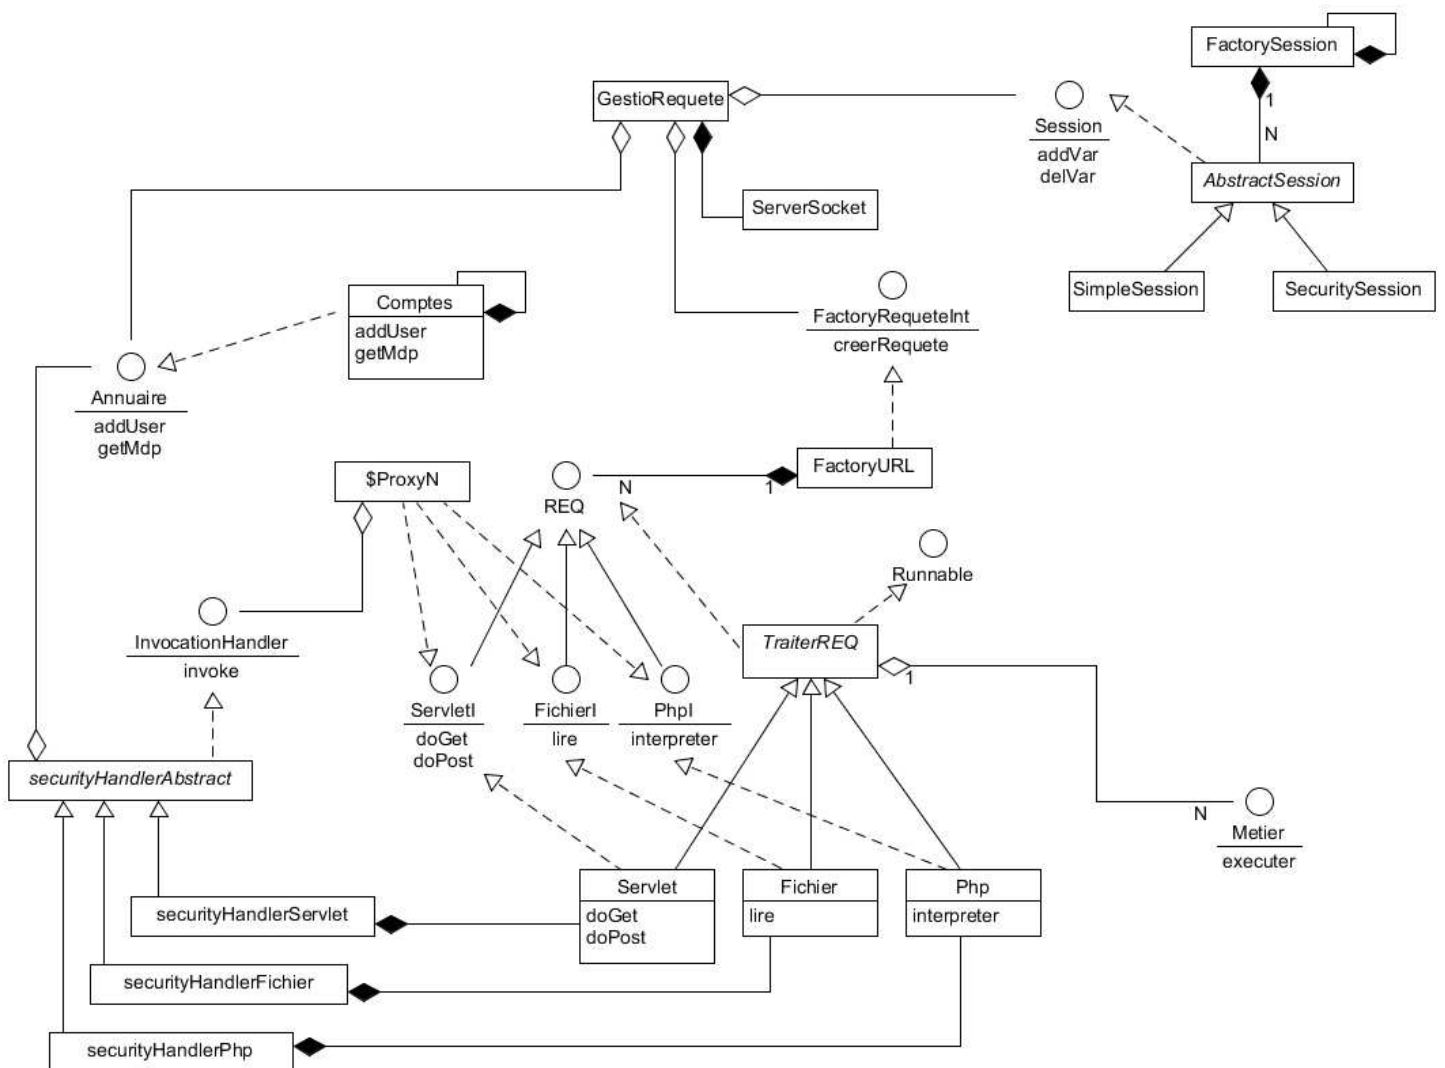 FactorySession
GestioRequete
1
Session
N
addVar
delVar
AbstractSession
ServerSocket
SimpleSession
SecuritySession
Comptes
addUser
getMdp
FactoryRequeteInt
creerRequete
Annuaire
addUser
getMdp
$ProxyN
FactoryURL
N
1
REQ
Runnable
InvocationHandler
invoke
TraiterREQ
1
ServletI
doGet
doPost
FichierI
lire
PhpI
interpreter
securityHandlerAbstract
N
Metier
executer
Servlet
doGet
doPost
Fichier
lire
Php
interpreter
securityHandlerServlet
securityHandlerFichier
securityHandlerPhp